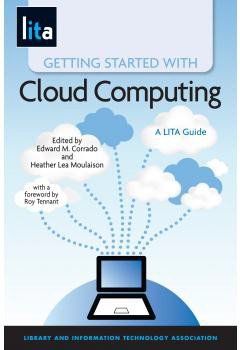 lita
GETTING STARTED WITH
Cloud Computing
A LITA Guide
Edited by
Edward M. Corrado
and
Heather Lea Moulaison
with a
foreword by
Roy Tennant
LIBRARY AND INFORMATION TECHNOLOGY ASSOCIATION